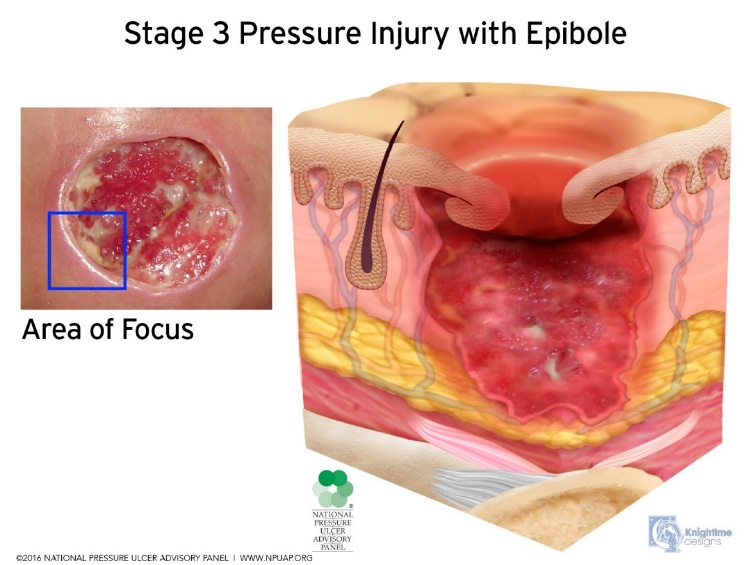 Stage 3 Pressure Injury with Epibole
Area of Focus
NATIONAL
PRESSURE
ULCER
ADVISORY
PANEL
®
Knighttime
designs
©2016 NATIONAL PRESSURE ULCER ADVISORY PANEL | WWW.NPUAP.ORG